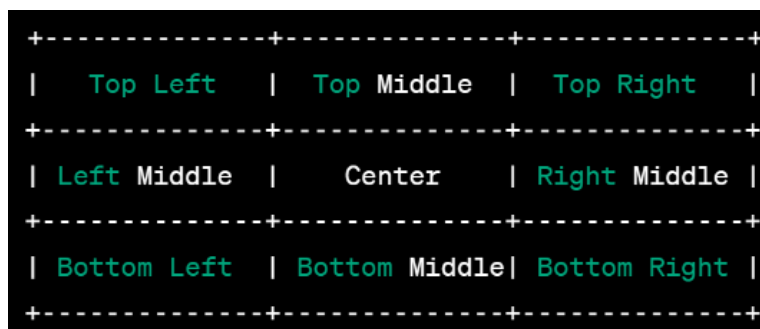 +--------------+--------------+--------------+
|   Top Left   |  Top Middle  |  Top Right   |
+--------------+--------------+--------------+
| Left Middle  |    Center    | Right Middle |
+--------------+--------------+--------------+
| Bottom Left  | Bottom Middle| Bottom Right |
+--------------+--------------+--------------+